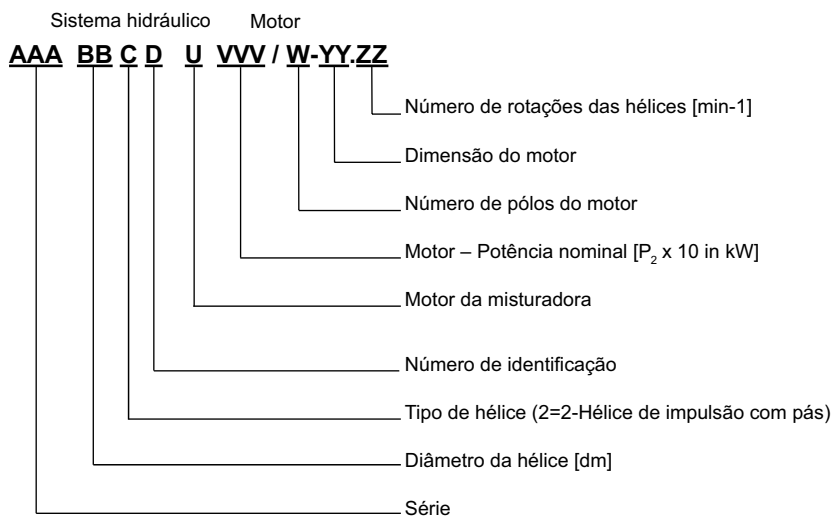 Sistema hidráulico Motor
AAA BB C D U VVV / W-YY.ZZ
Número de rotações das hélices [min-1]
Dimensão do motor
Número de pólos do motor
Motor – Potência nominal [P₂ x 10 in kW]
Motor da misturadora
Número de identificação
Tipo de hélice (2=2-Hélice de impulsão com pás)
Diâmetro da hélice [dm]
Série